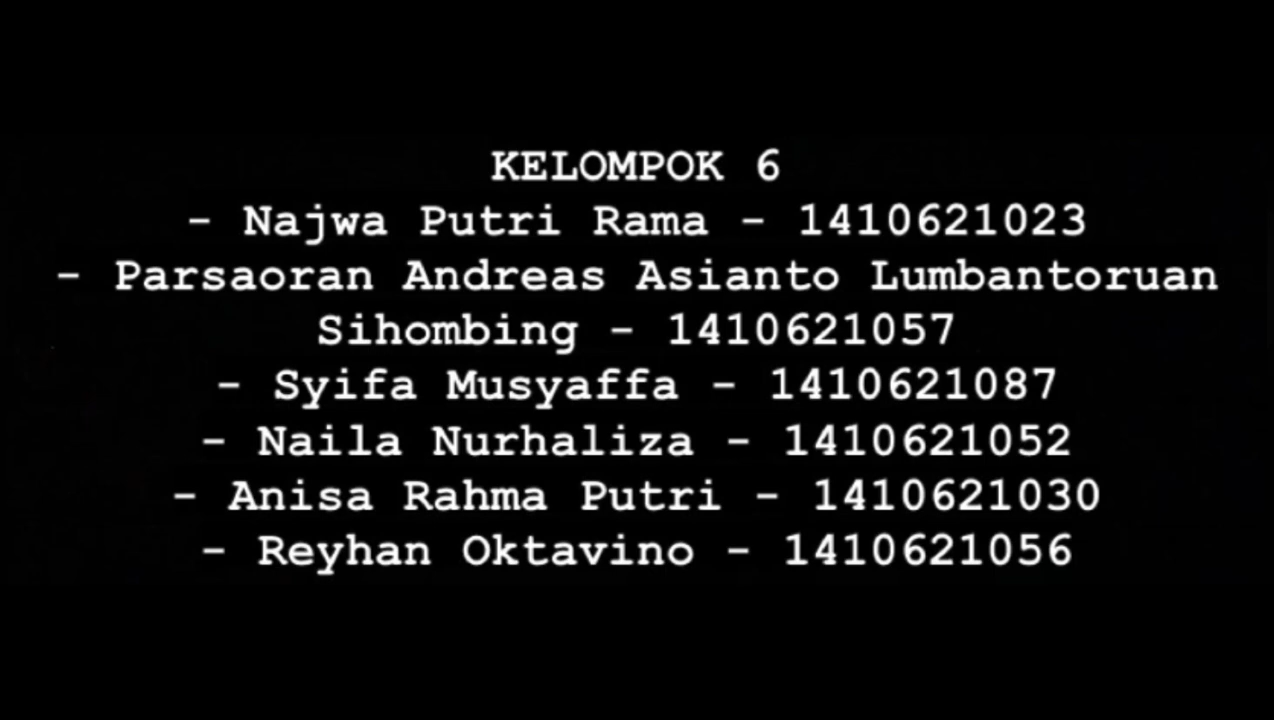 KELOMPOK 6
- Najwa Putri Rama - 1410621023
- Parsaoran Andreas Asianto Lumbantoruan
Sihombing - 1410621057
- Syifa Musyaffa - 1410621087
- Naila Nurhaliza - 1410621052
- Anisa Rahma Putri - 1410621030
- Reyhan Oktavino - 1410621056